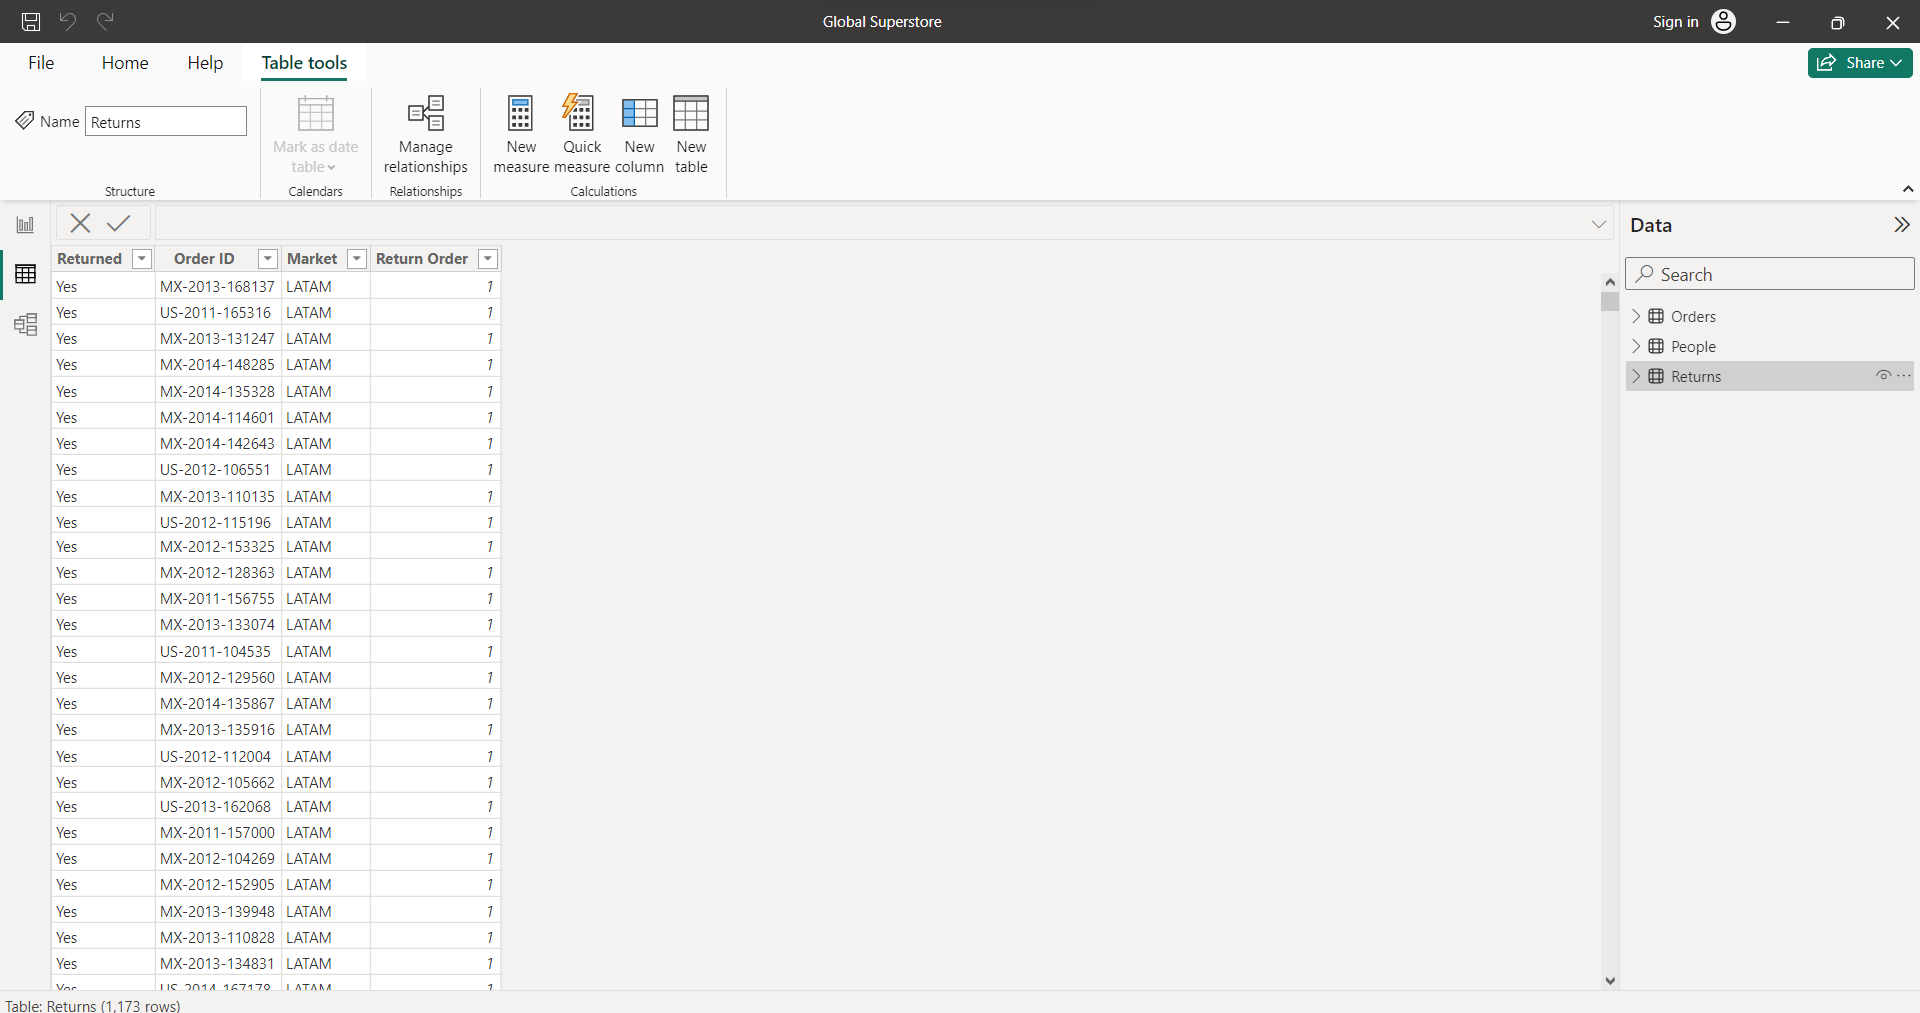 Global Superstore
Sign in
File Home Help Table tools
Share
Name Returns
Mark as date table
Manage relationships
New measure
Quick measure
New column
New table
Structure Calendars Relationships Calculations
Data
Search
Orders
People
Returns
Returned Order ID Market Return Order
Yes MX-2013-168137 LATAM 1
Yes US-2011-165316 LATAM 1
Yes MX-2013-131247 LATAM 1
Yes MX-2014-148285 LATAM 1
Yes MX-2014-135328 LATAM 1
Yes MX-2014-114601 LATAM 1
Yes MX-2014-142643 LATAM 1
Yes US-2012-106551 LATAM 1
Yes MX-2013-110135 LATAM 1
Yes US-2012-115196 LATAM 1
Yes MX-2012-153325 LATAM 1
Yes MX-2012-128363 LATAM 1
Yes MX-2011-156755 LATAM 1
Yes MX-2013-133074 LATAM 1
Yes US-2011-104535 LATAM 1
Yes MX-2012-129560 LATAM 1
Yes MX-2014-135867 LATAM 1
Yes MX-2013-135916 LATAM 1
Yes US-2012-112004 LATAM 1
Yes MX-2012-105662 LATAM 1
Yes US-2013-162068 LATAM 1
Yes MX-2011-157000 LATAM 1
Yes MX-2012-104269 LATAM 1
Yes MX-2012-152905 LATAM 1
Yes MX-2013-139948 LATAM 1
Yes MX-2013-110828 LATAM 1
Yes MX-2013-134831 LATAM 1
Yes US-2014-167178 LATAM 1
Table: Returns (1,173 rows)